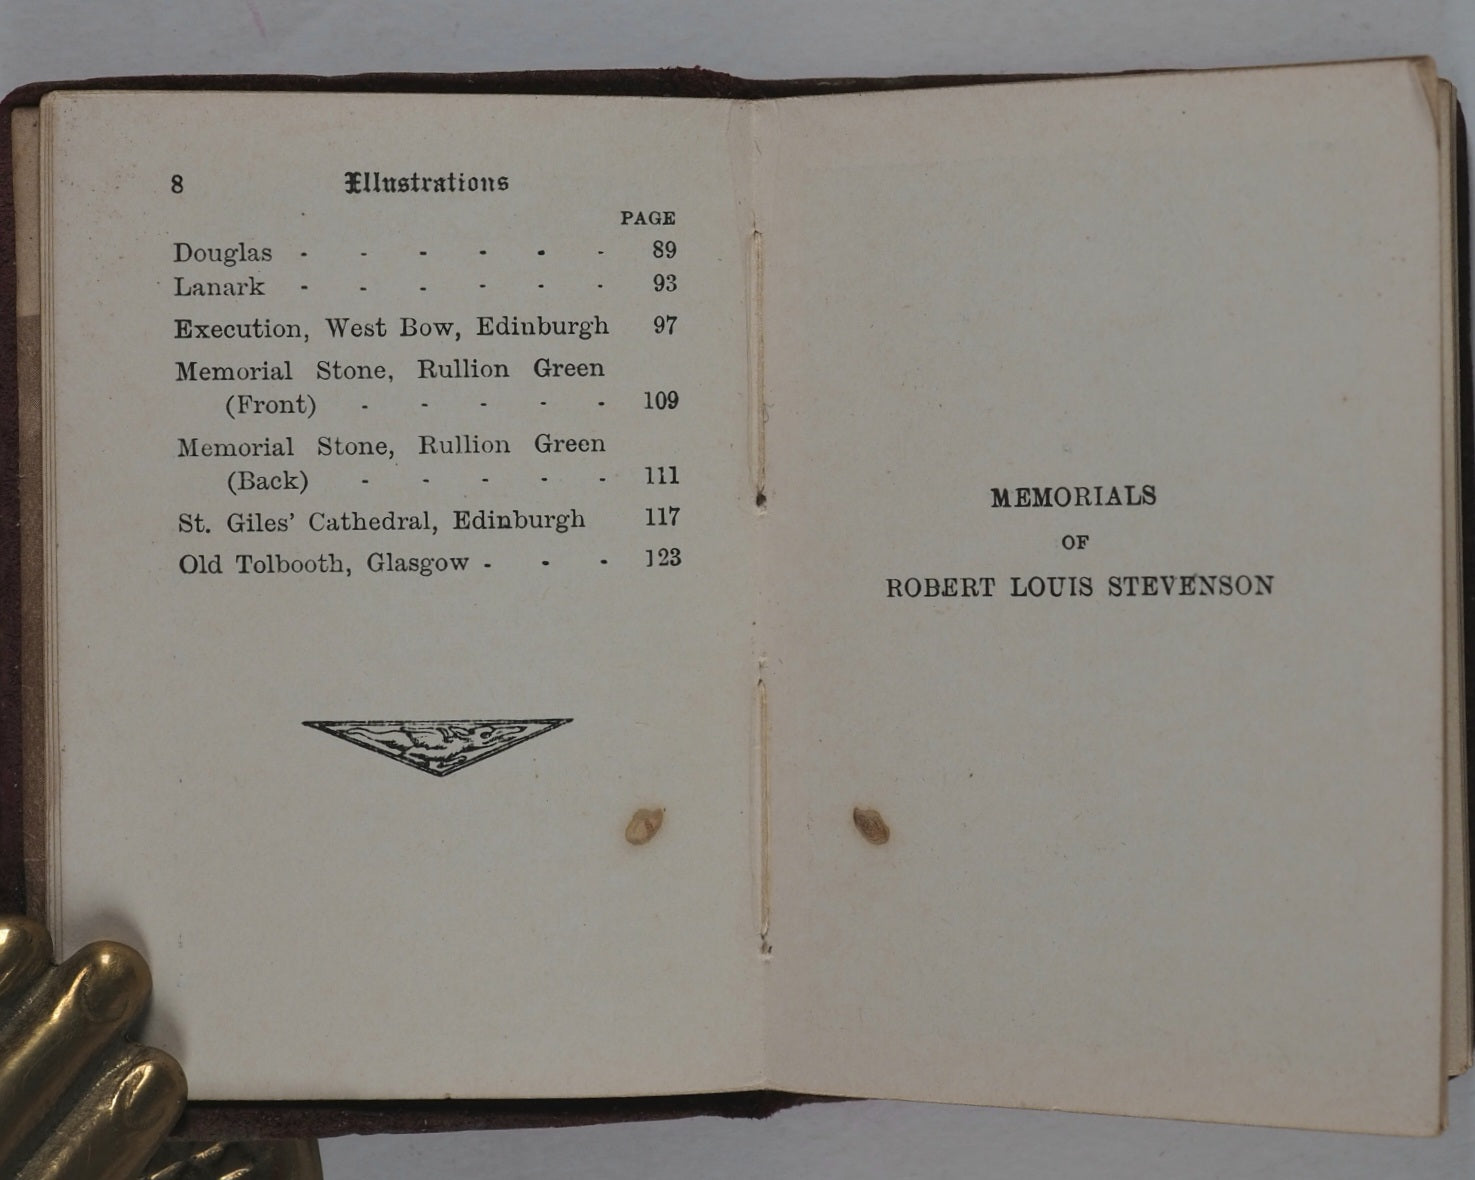 8 Illustrations
PAGE
Douglas - - - - - - 89
Lanark - - - - - - 93
Execution, West Bow, Edinburgh 97
Memorial Stone, Rullion Green
(Front) - - - - - 109
Memorial Stone, Rullion Green
(Back) - - - - - 111
St. Giles' Cathedral, Edinburgh 117
Old Tolbooth, Glasgow - - - 123
MEMORIALS
OF
ROBERT LOUIS STEVENSON